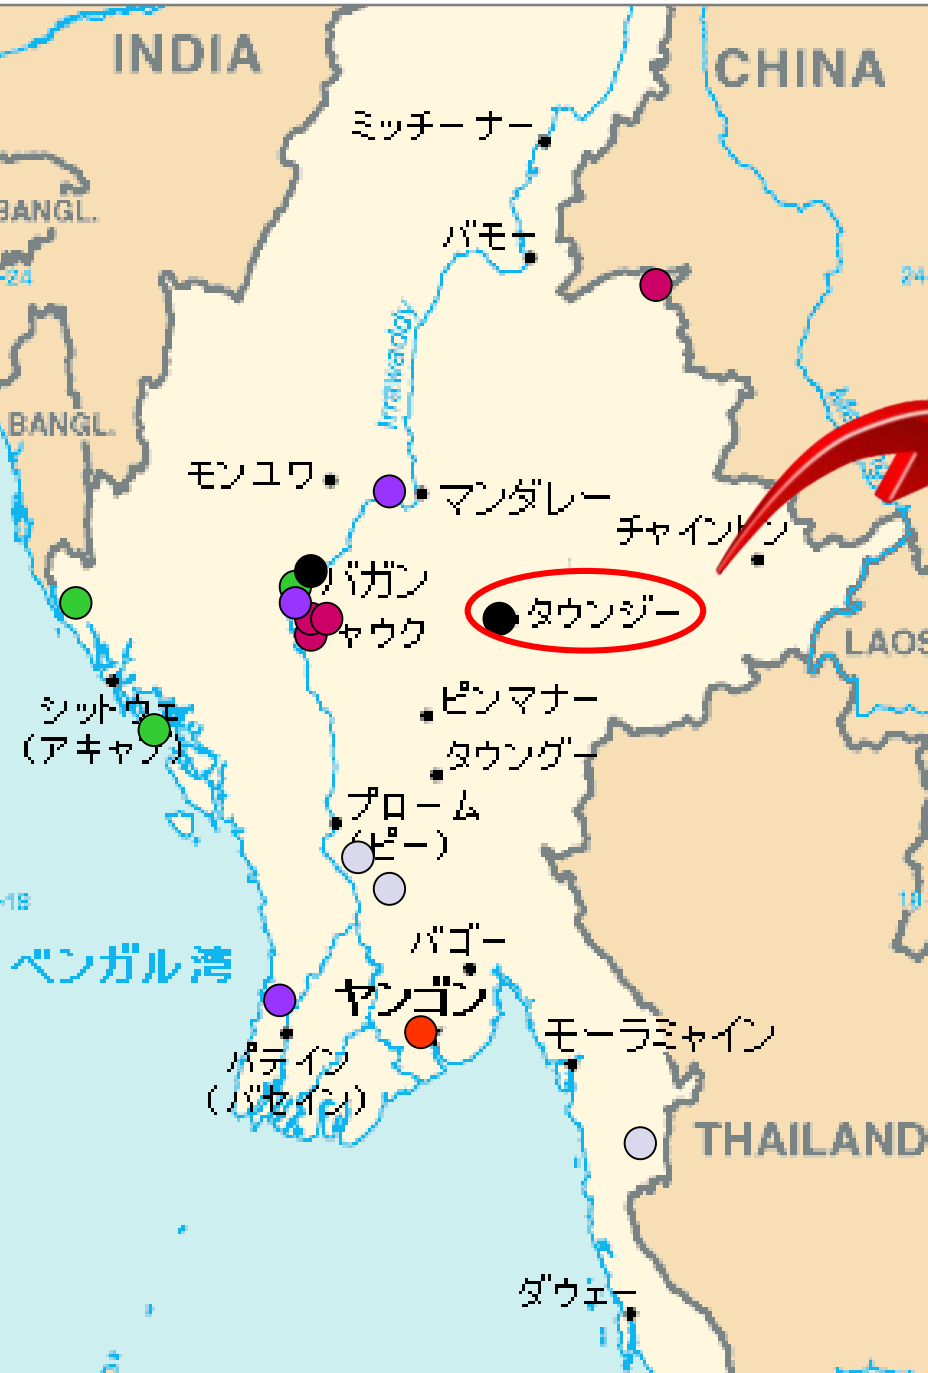 INDIA
CHINA
ミッチーナー
BANGL.
バモー
24
24
Irrawaddy
BANGL.
モンユワ
マンダレー
チャイントン
バガン
タウンジー
ャウク
LAOS
ピンマナー
シットウェ
(アキャブ)
タウングー
プローム
(ピー)
18
18
バゴー
ベンガル湾
ヤンゴン
モーラミャイン
パテイン
(バセイン)
THAILAND
ダウェー